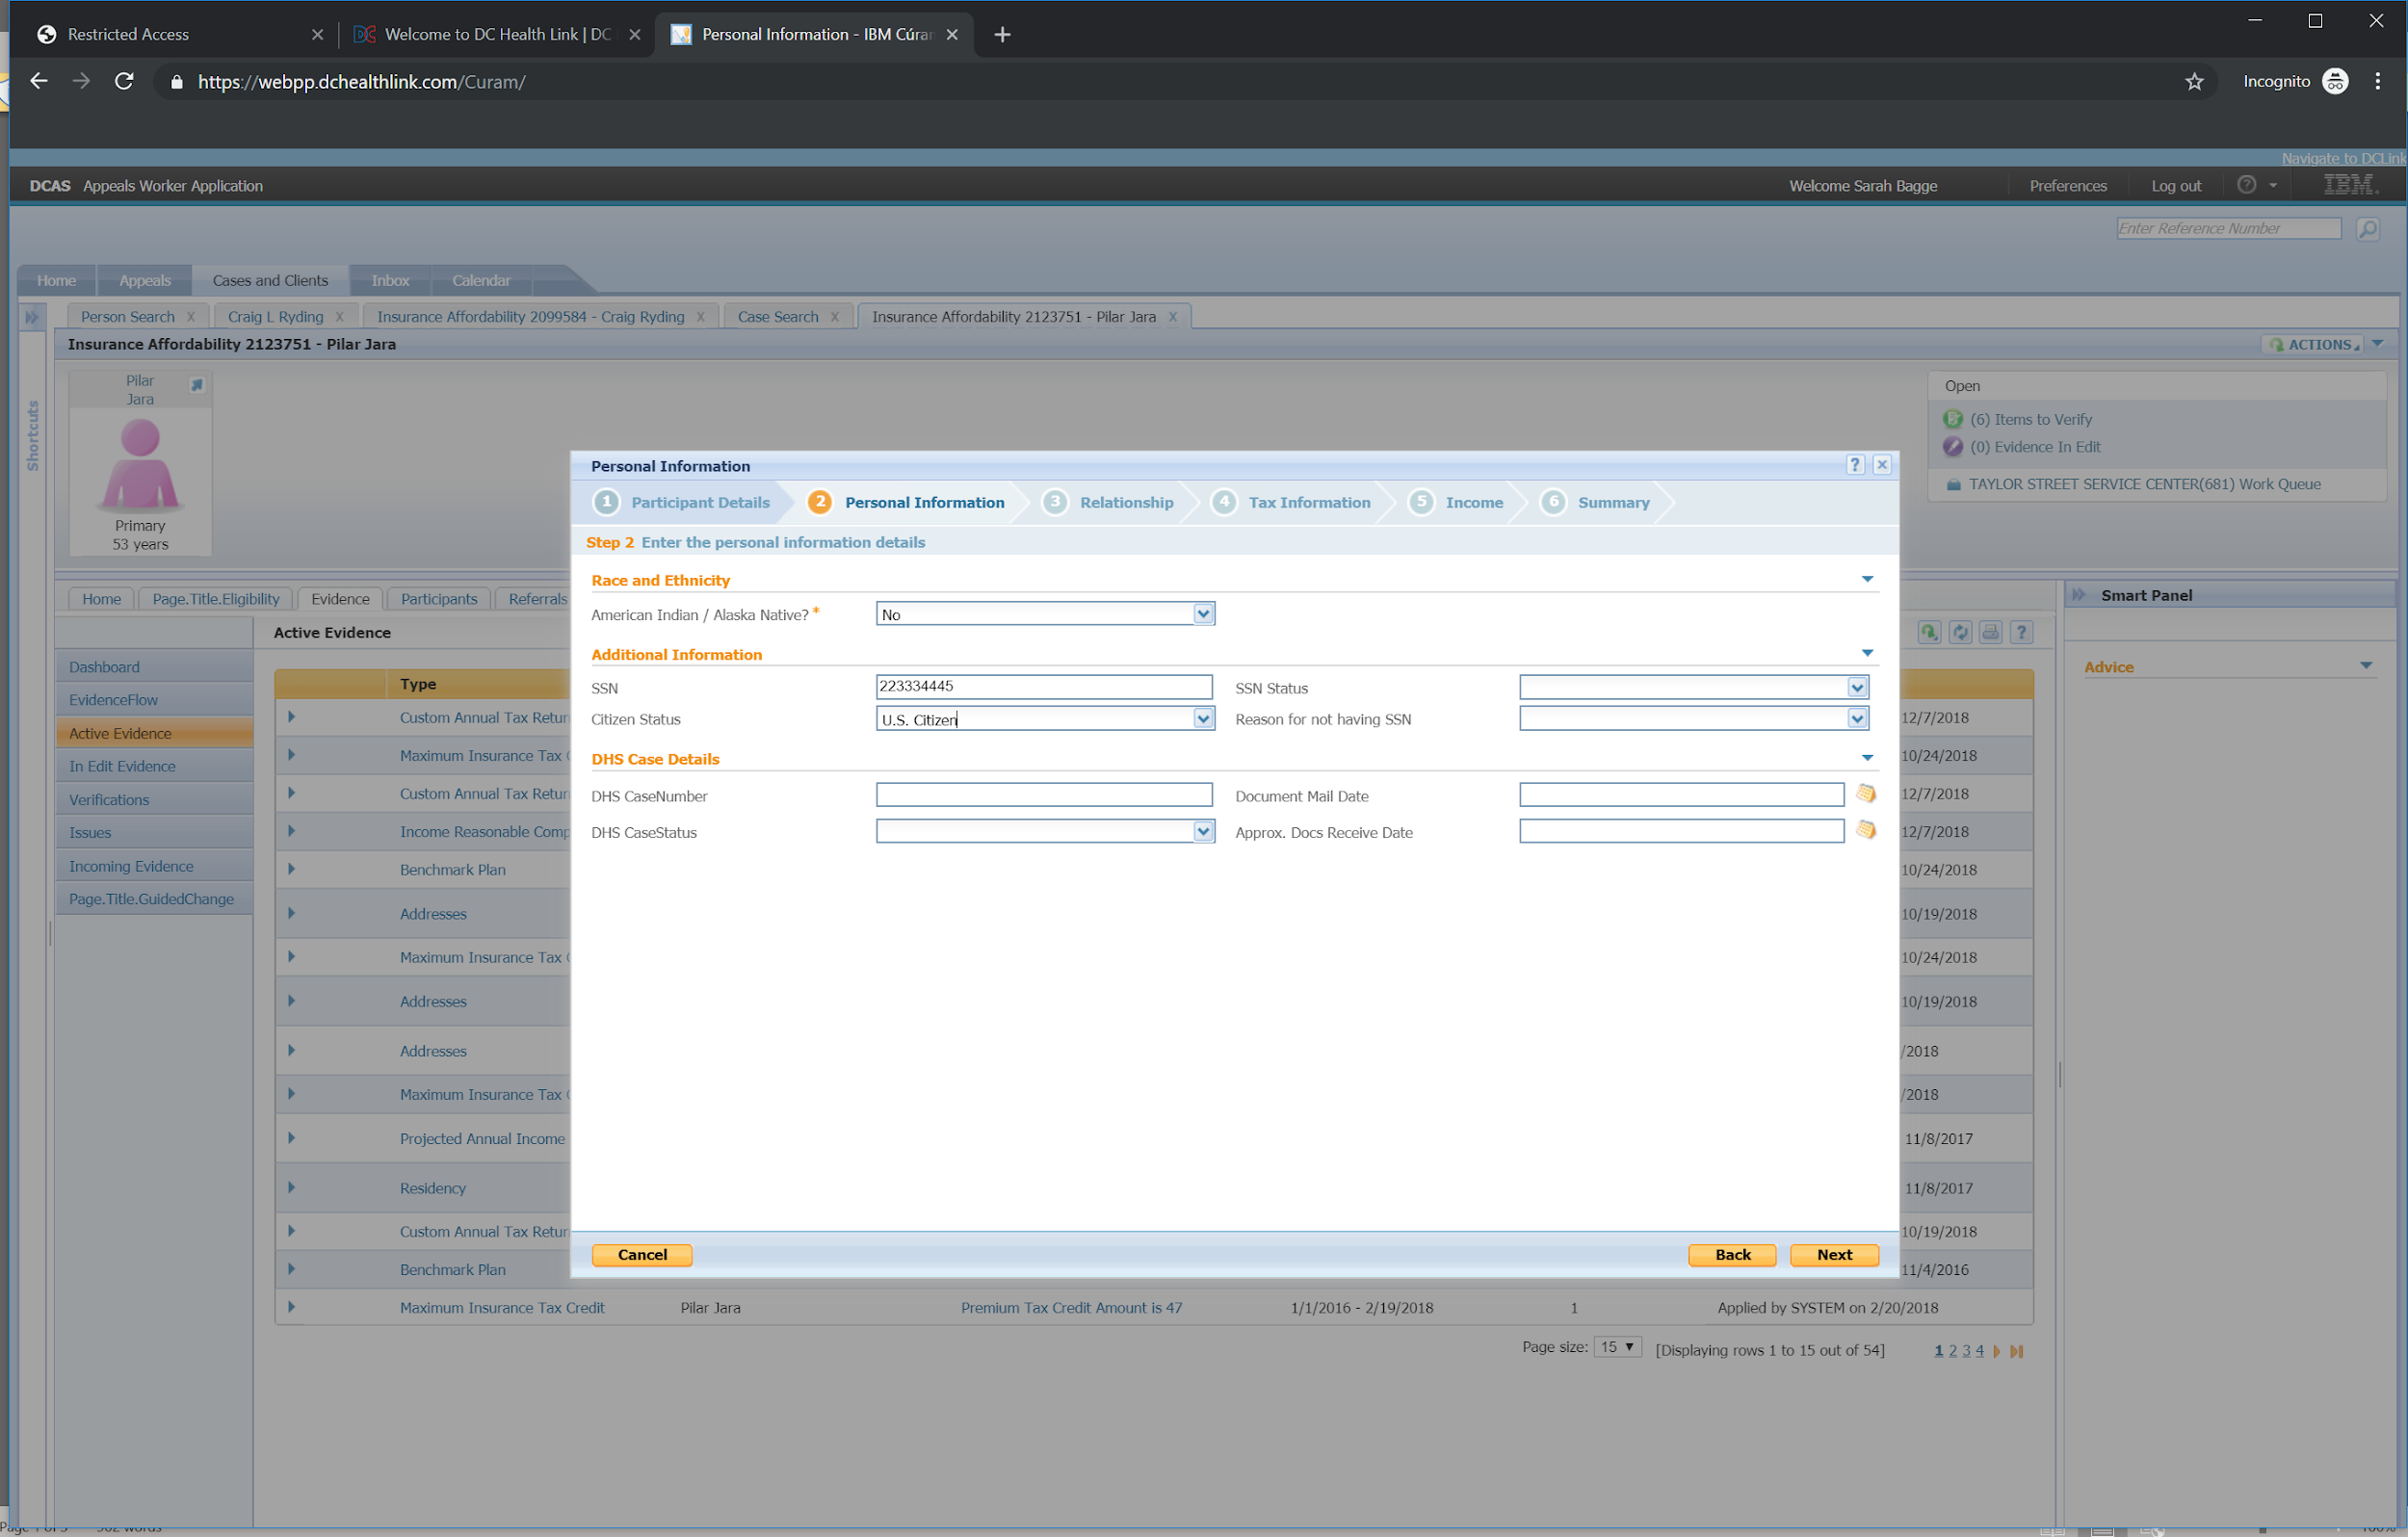 Restricted Access
Welcome to DC Health Link | DC
Personal Information - IBM Cúram
https://webpp.dchealthlink.com/Curam/
Incognito
Navigate to DCLink
DCAS Appeals Worker Application
Welcome Sarah Bagge Preferences Log out IBM
Enter Reference Number
Home Appeals Cases and Clients Inbox Calendar
Person Search X Craig L Ryding X Insurance Affordability 2099584 - Craig Ryding X Case Search X Insurance Affordability 2123751 - Pilar Jara X
Insurance Affordability 2123751 - Pilar Jara
ACTIONS
Shortcuts
Pilar
Jara
Primary
53 years
Open
(6) Items to Verify
(0) Evidence In Edit
TAYLOR STREET SERVICE CENTER(681) Work Queue
Personal Information
1 Participant Details 2 Personal Information 3 Relationship 4 Tax Information 5 Income 6 Summary
Step 2 Enter the personal information details
Race and Ethnicity
American Indian / Alaska Native? * No
Additional Information
SSN 223334445 SSN Status
Citizen Status U.S. Citizen Reason for not having SSN
DHS Case Details
DHS CaseNumber Document Mail Date
DHS CaseStatus Approx. Docs Receive Date
Cancel Back Next
Home Page.Title.Eligibility Evidence Participants Referrals
Smart Panel
Advice
Active Evidence
Dashboard
EvidenceFlow
Active Evidence
In Edit Evidence
Verifications
Issues
Incoming Evidence
Page.Title.GuidedChange
Type
Custom Annual Tax Retur 12/7/2018
Maximum Insurance Tax 10/24/2018
Custom Annual Tax Retur 12/7/2018
Income Reasonable Comp 12/7/2018
Benchmark Plan 10/24/2018
Addresses 10/19/2018
Maximum Insurance Tax 10/24/2018
Addresses 10/19/2018
Addresses /2018
Maximum Insurance Tax /2018
Projected Annual Income 11/8/2017
Residency 11/8/2017
Custom Annual Tax Retur 10/19/2018
Benchmark Plan 11/4/2016
Maximum Insurance Tax Credit Pilar Jara Premium Tax Credit Amount is 47 1/1/2016 - 2/19/2018 1 Applied by SYSTEM on 2/20/2018
Page size: 15 [Displaying rows 1 to 15 out of 54] 1 2 3 4